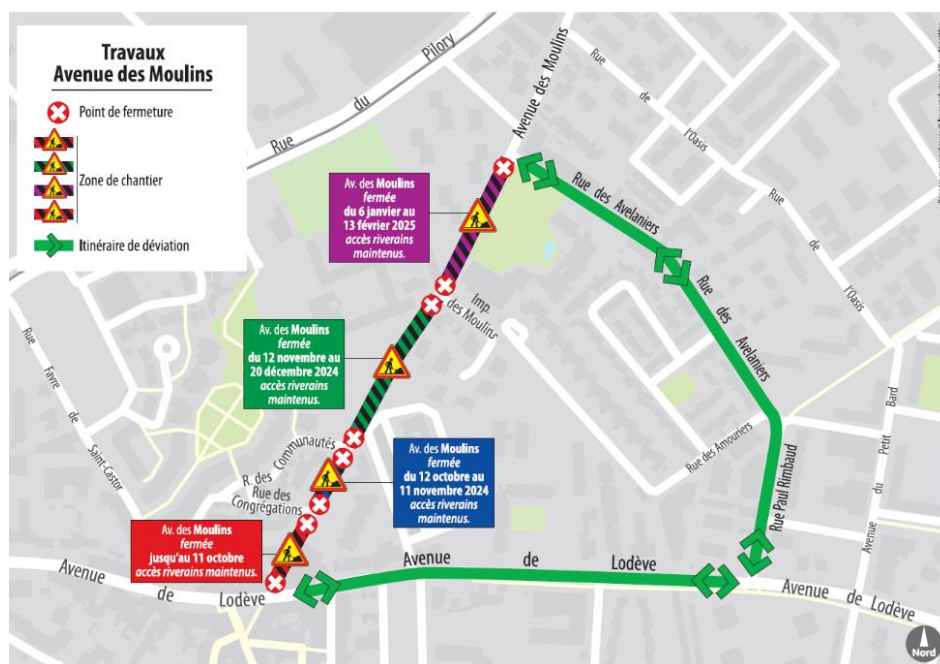 Travaux
Avenue des Moulins
Point de fermeture
Zone de chantier
Itinéraire de déviation
Rue
du
Pilory
Avenue des Moulins
Rue
de
l'Oasis
Rue
de
l'Oasis
Av. des Moulins
fermée
du 6 janvier au
13 février 2025
accès riverains
maintenus.
Rue des Avelaniers
Rue
des
Avelaniers
Imp.
des Moulins
Av. des Moulins
fermée
du 12 novembre au
20 décembre 2024
accès riverains
maintenus.
Rue
Favre
de
Saint-Castor
R. des Communautés
Rue des
Congrégations
Av. des Moulins
fermée
du 12 octobre au
11 novembre 2024
accès riverains
maintenus.
Rue des Amouriers
Rue Paul Rimbaud
Avenue
du
Petit
Bard
Av. des Moulins
fermée
jusqu'au 11 octobre
accès riverains maintenus.
Avenue
de
Lodève
Avenue
de
Lodève
Avenue de Lodève
Nord